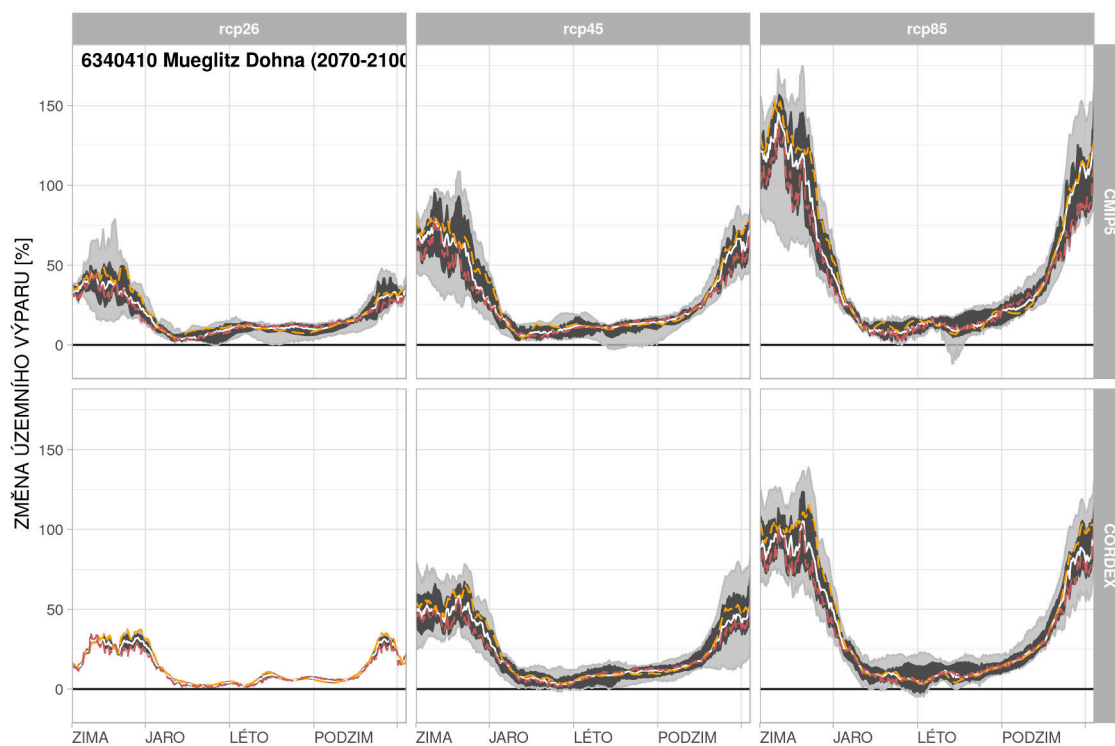 rcp26 rcp45 rcp85
6340410 Mueglitz Dohna (2070-2100
ZMĚNA ÚZEMNÍHO VÝPARU [%]
150
100
50
0
CMIP5
150
100
50
0
CORDEX
ZIMA JARO LÉTO PODZIM ZIMA JARO LÉTO PODZIM ZIMA JARO LÉTO PODZIM